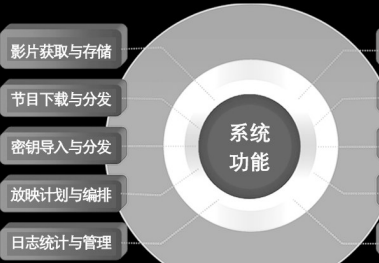 影片获取与存储
节目下载与分发
密钥导入与分发
放映计划与编排
日志统计与管理
系统
功能